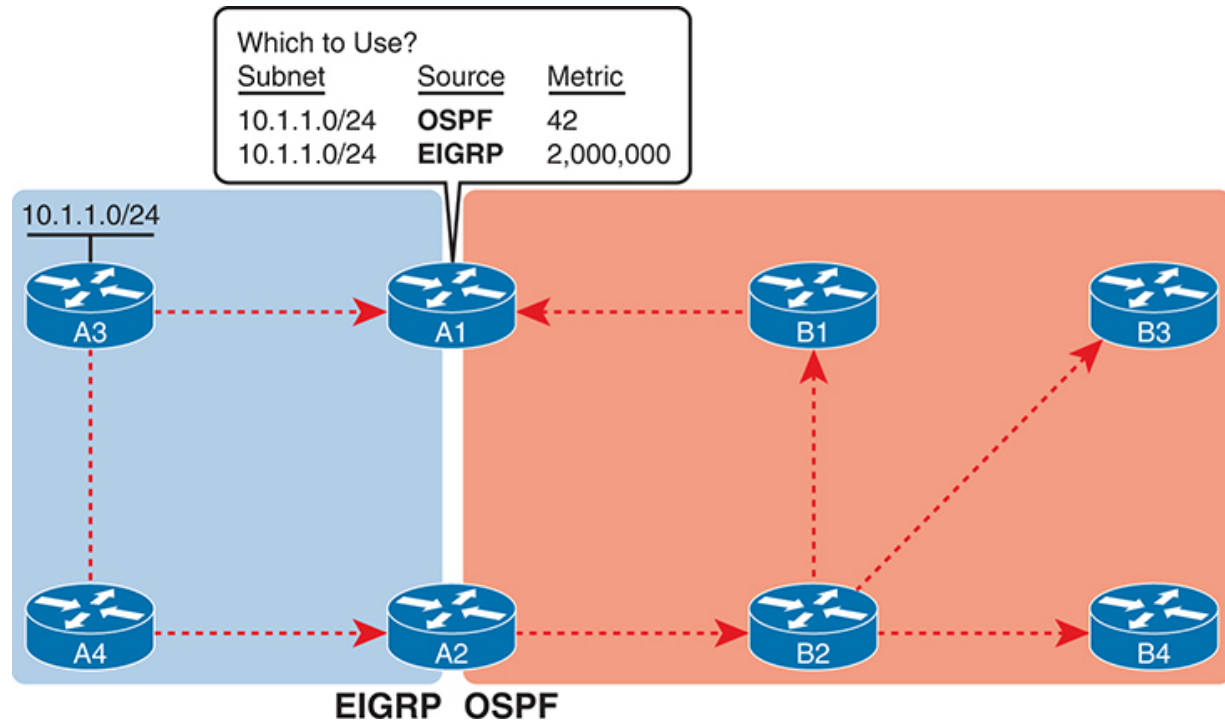 Which to Use?
Subnet Source Metric
10.1.1.0/24 OSPF 42
10.1.1.0/24 EIGRP 2,000,000
10.1.1.0/24
A3
A1
B1
B3
A4
A2
B2
B4
EIGRP OSPF